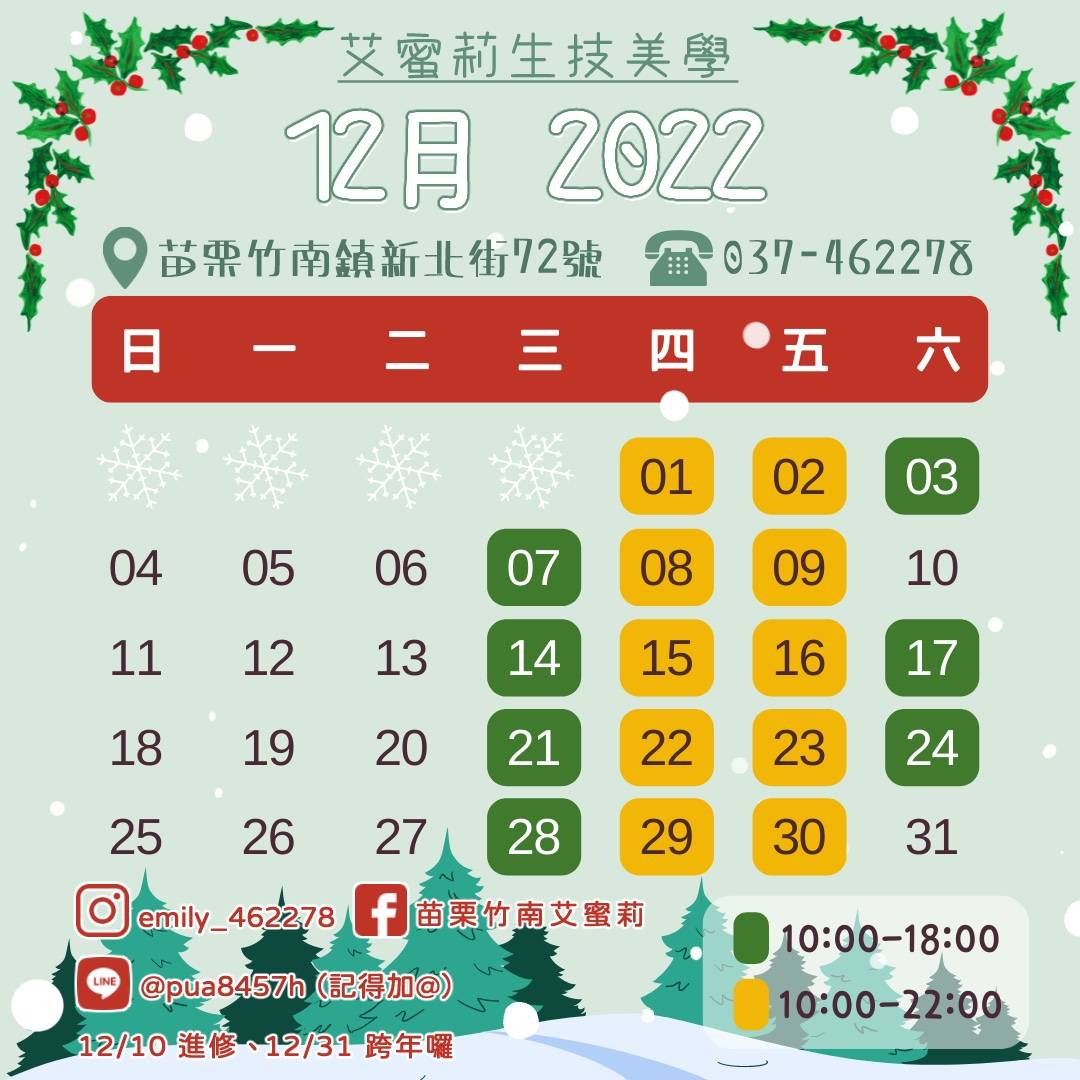 艾蜜莉生技美學
12月 2022
苗栗竹南鎮新北街72號 037-462278
日 一 二 三 四 五 六
01 02 03
04 05 06 07 08 09 10
11 12 13 14 15 16 17
18 19 20 21 22 23 24
25 26 27 28 29 30 31
emily_462278 苗栗竹南艾蜜莉
LINE @pua8457h (記得加@)
12/10 進修、12/31 跨年囉
10:00-18:00
10:00-22:00